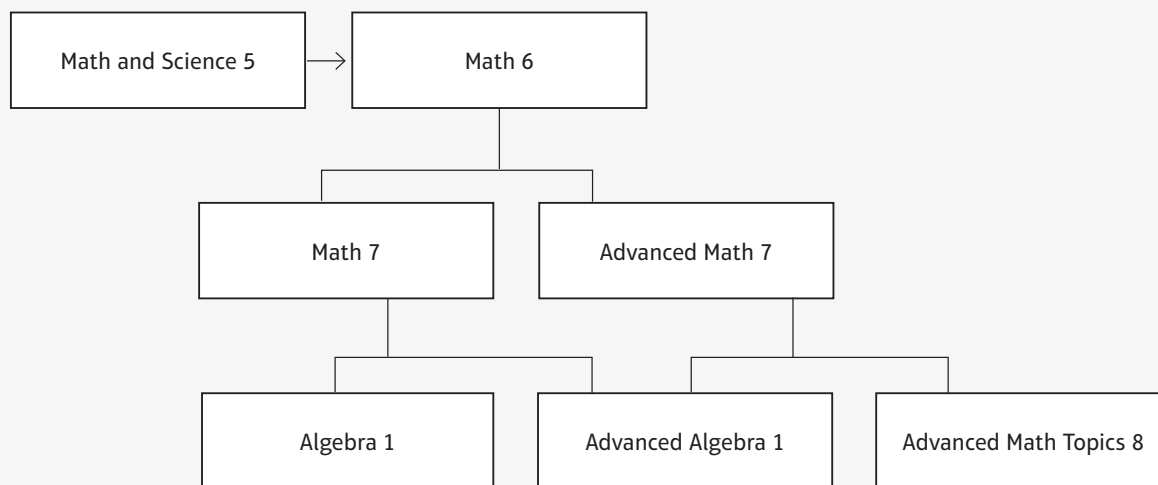 Math and Science 5
Math 6
Math 7
Advanced Math 7
Algebra 1
Advanced Algebra 1
Advanced Math Topics 8